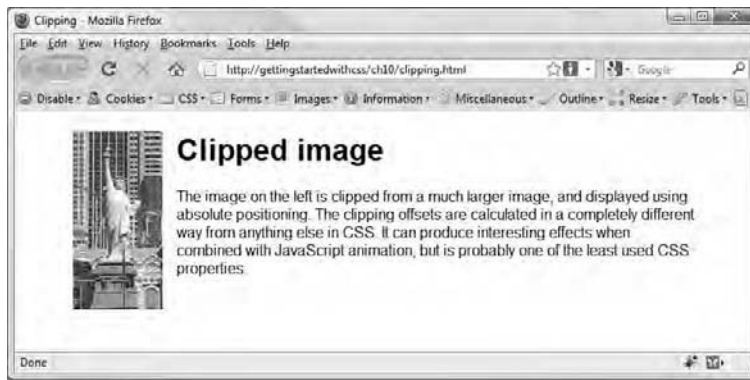 Clipping - Mozilla Firefox
File Edit View History Bookmarks Tools Help
http://gettingstartedwithcss/ch10/clipping.html Google
Disable Cookies CSS Forms Images Information Miscellaneous Outline Resize Tools
Clipped image
The image on the left is clipped from a much larger image, and displayed using
absolute positioning. The clipping offsets are calculated in a completely different
way from anything else in CSS. It can produce interesting effects when
combined with JavaScript animation, but is probably one of the least used CSS
properties.
Done